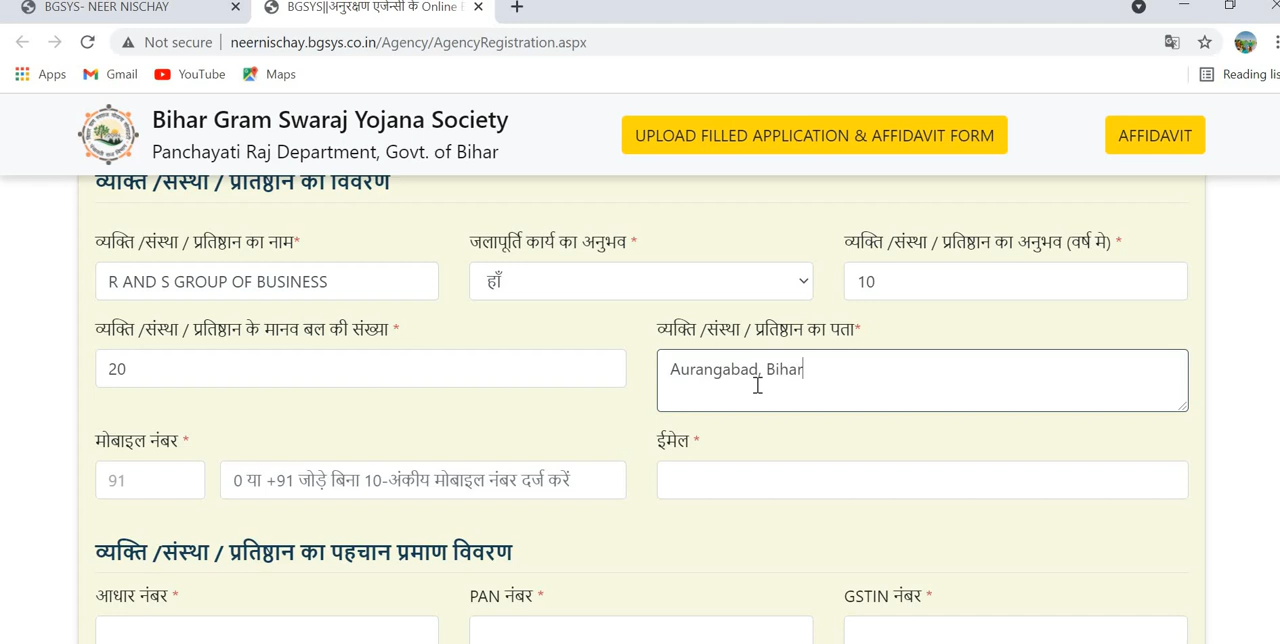 BGSYS- NEER NISCHAY
BGSYS||अनुरक्षण एजेन्सी के Online
Not secure neernischay.bgsys.co.in/Agency/AgencyRegistration.aspx
Apps Gmail YouTube Maps Reading lis
Bihar Gram Swaraj Yojana Society
Panchayati Raj Department, Govt. of Bihar
UPLOAD FILLED APPLICATION & AFFIDAVIT FORM
AFFIDAVIT
व्यक्ति /संस्था / प्रतिष्ठान का विवरण
व्यक्ति /संस्था / प्रतिष्ठान का नाम* जलापूर्ति कार्य का अनुभव * व्यक्ति /संस्था / प्रतिष्ठान का अनुभव (वर्ष मे) *
R AND S GROUP OF BUSINESS हाँ 10
व्यक्ति /संस्था / प्रतिष्ठान के मानव बल की संख्या * व्यक्ति /संस्था / प्रतिष्ठान का पता*
20 Aurangabad, Bihar
मोबाइल नंबर * ईमेल *
91 0 या +91 जोड़े बिना 10-अंकीय मोबाइल नंबर दर्ज करें
व्यक्ति /संस्था / प्रतिष्ठान का पहचान प्रमाण विवरण
आधार नंबर * PAN नंबर * GSTIN नंबर *